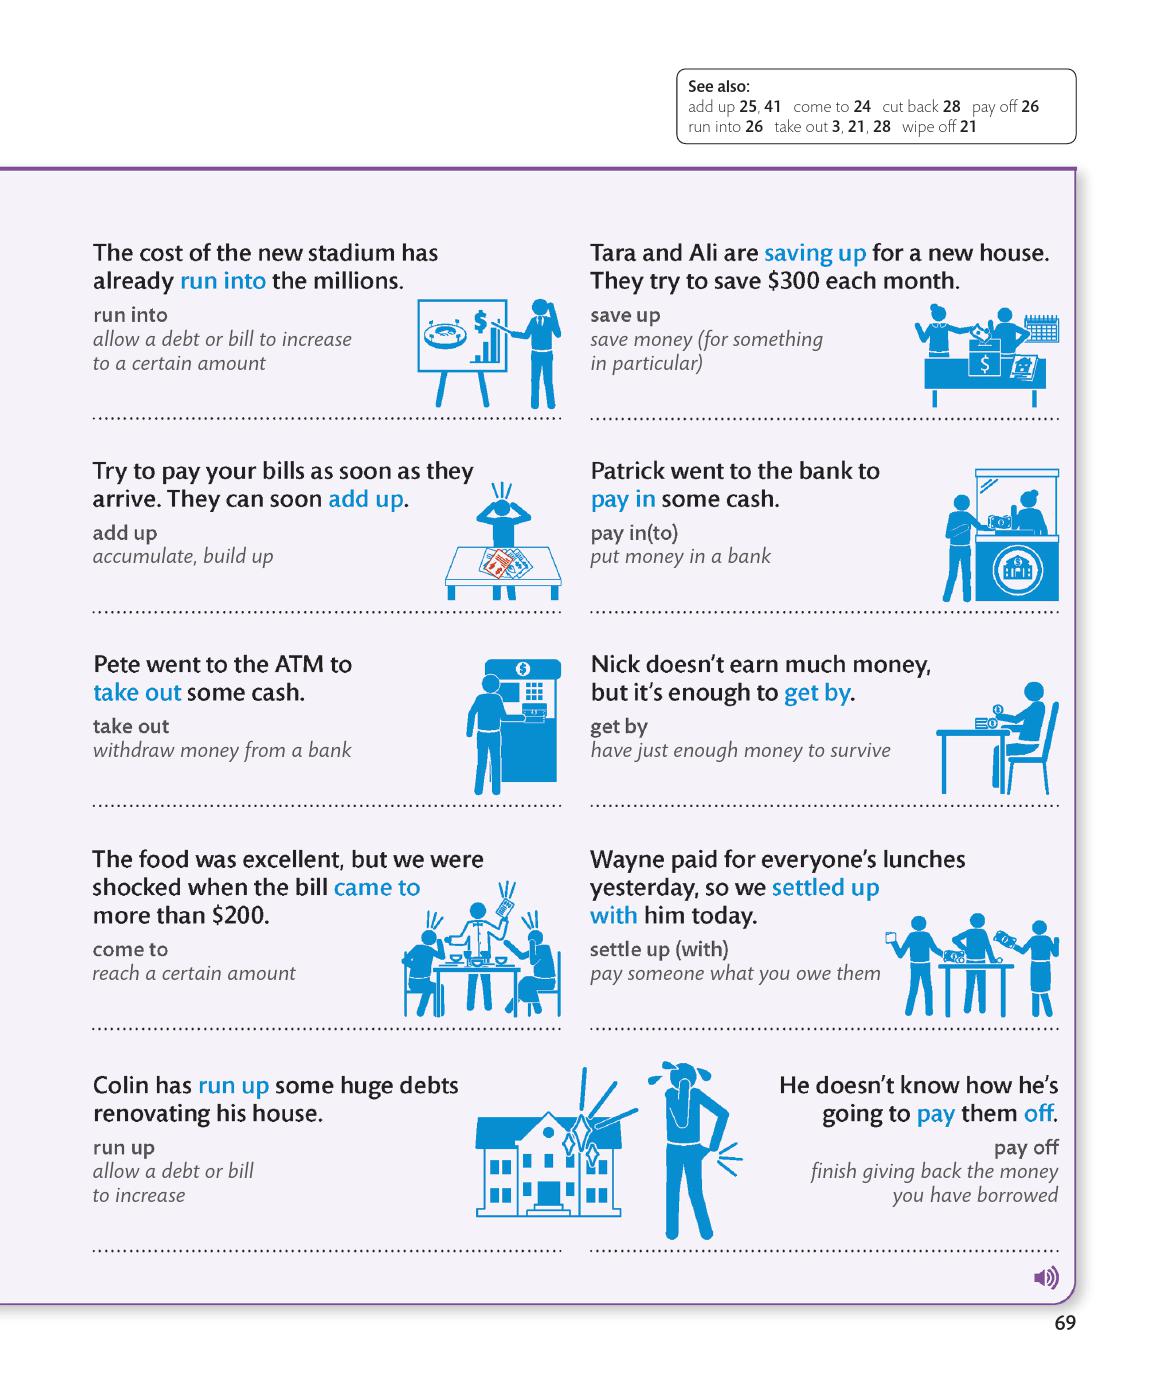 See also:
add up 25, 41 come to 24 cut back 28 pay off 26
run into 26 take out 3, 21, 28 wipe off 21
The cost of the new stadium has
already run into the millions.
run into
allow a debt or bill to increase
to a certain amount
$
Tara and Ali are saving up for a new house.
They try to save $300 each month.
save up
save money (for something
in particular)
$
Try to pay your bills as soon as they
arrive. They can soon add up.
add up
accumulate, build up
Patrick went to the bank to
pay in some cash.
pay in(to)
put money in a bank
Pete went to the ATM to
take out some cash.
take out
withdraw money from a bank
$
Nick doesn't earn much money,
but it's enough to get by.
get by
have just enough money to survive
The food was excellent, but we were
shocked when the bill came to
more than $200.
come to
reach a certain amount
Wayne paid for everyone's lunches
yesterday, so we settled up
with him today.
settle up (with)
pay someone what you owe them
Colin has run up some huge debts
renovating his house.
run up
allow a debt or bill
to increase
He doesn't know how he's
going to pay them off.
pay off
finish giving back the money
you have borrowed
69